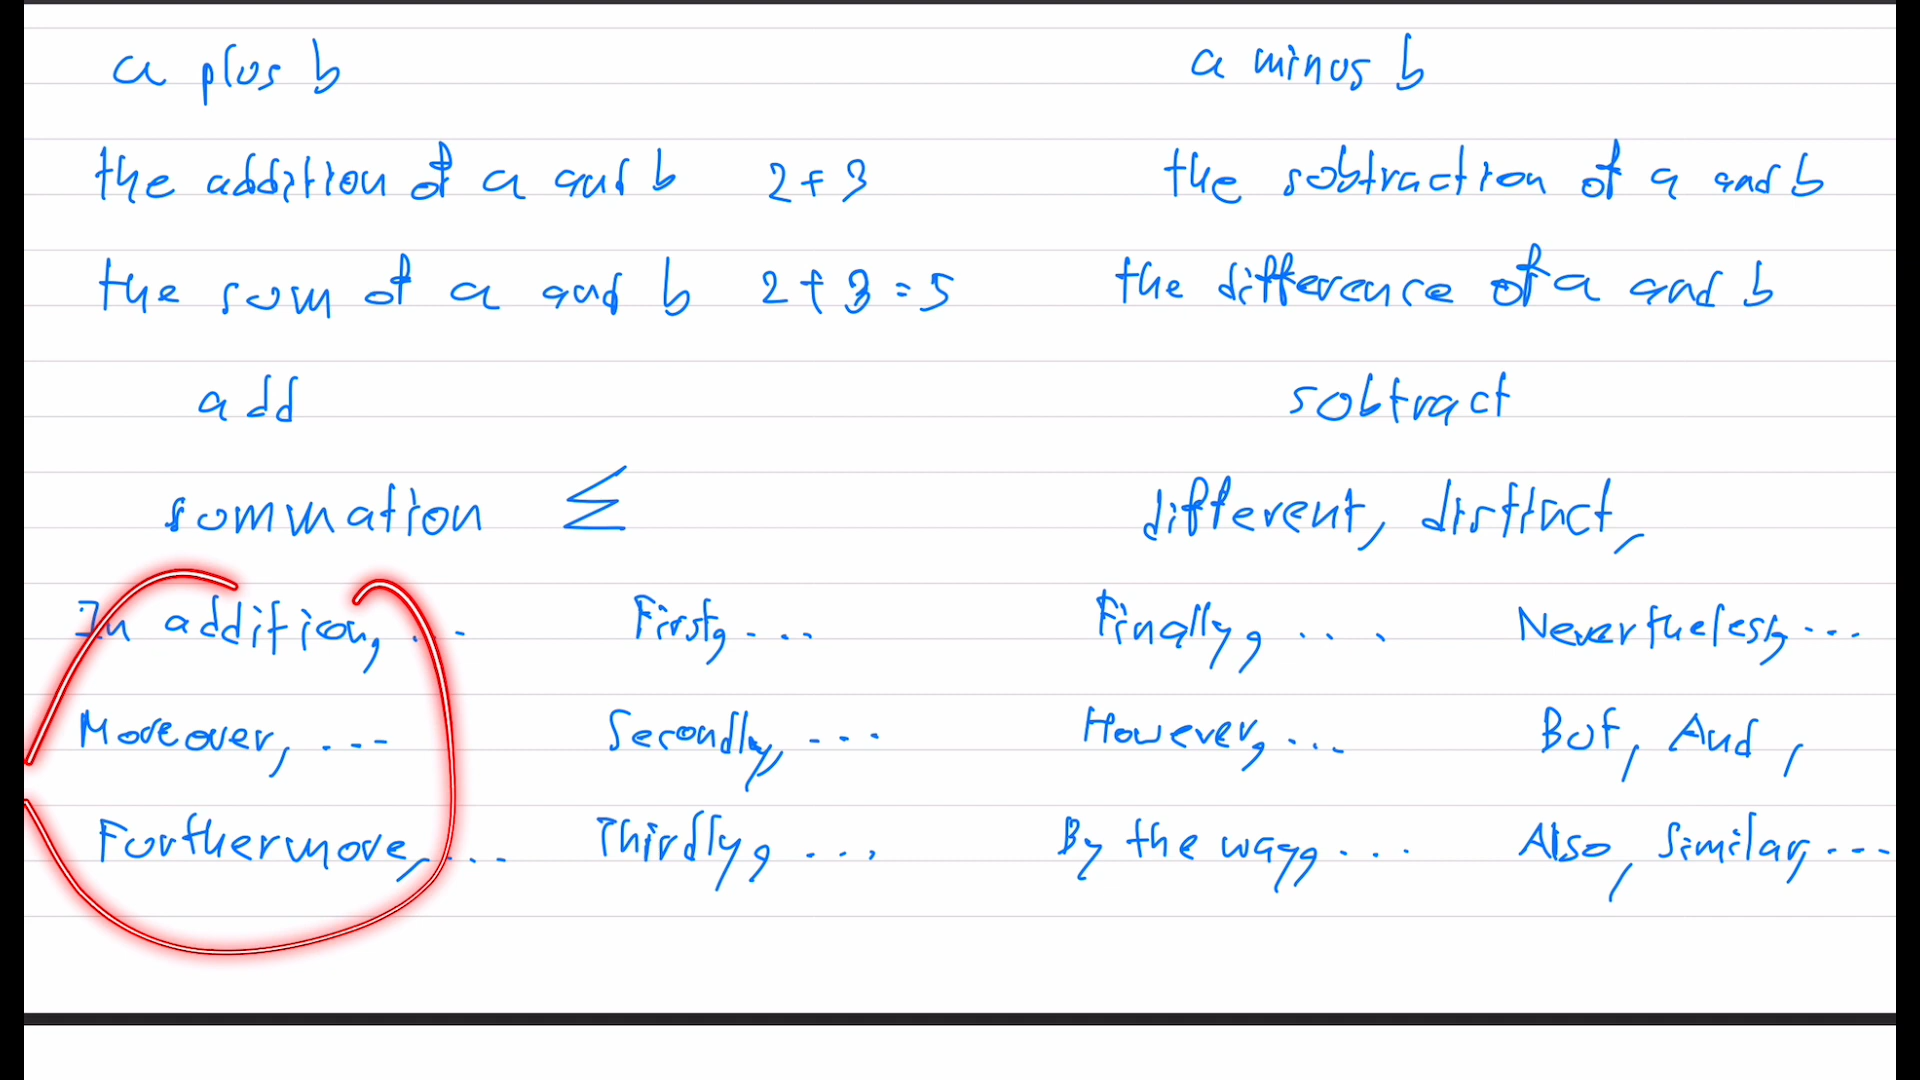 a plus b a minus b
the addition of a and b 2 + 3 the subtraction of a and b
the sum of a and b 2 + 3 = 5 the difference of a and b
add subtract
summation Σ different, distinct,
In addition, ... First, ... Finally, .... Nevertheless, ...
Moreover, ... Secondly, ... However, ... But, And,
Furthermore, ... Thirdly, ... By the way, ... Also, Similar, ...